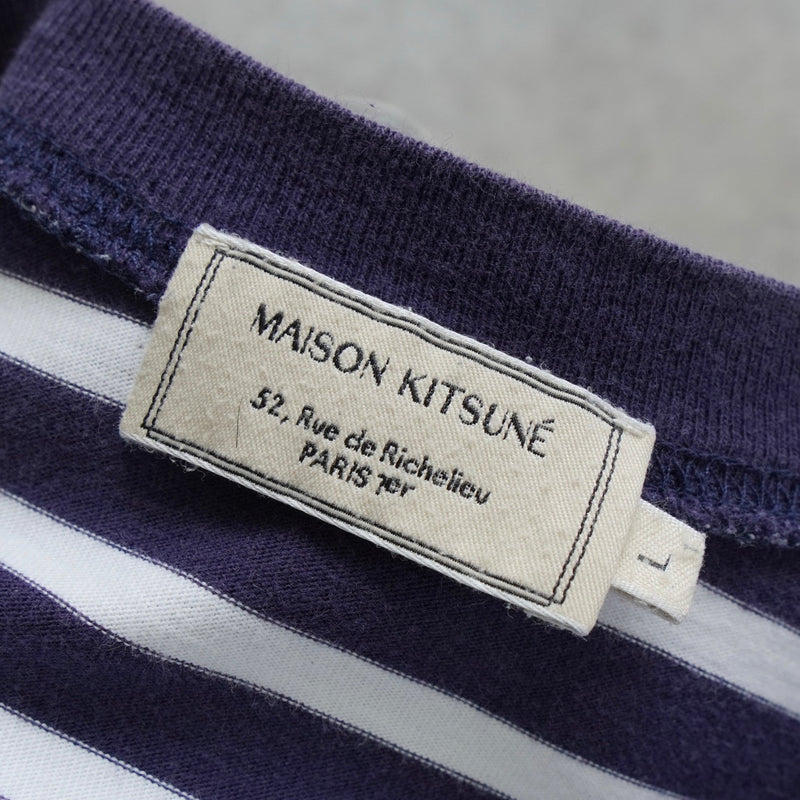 MAISON KITSUNÉ
52, Rue de Richelieu
PARIS 1er
L